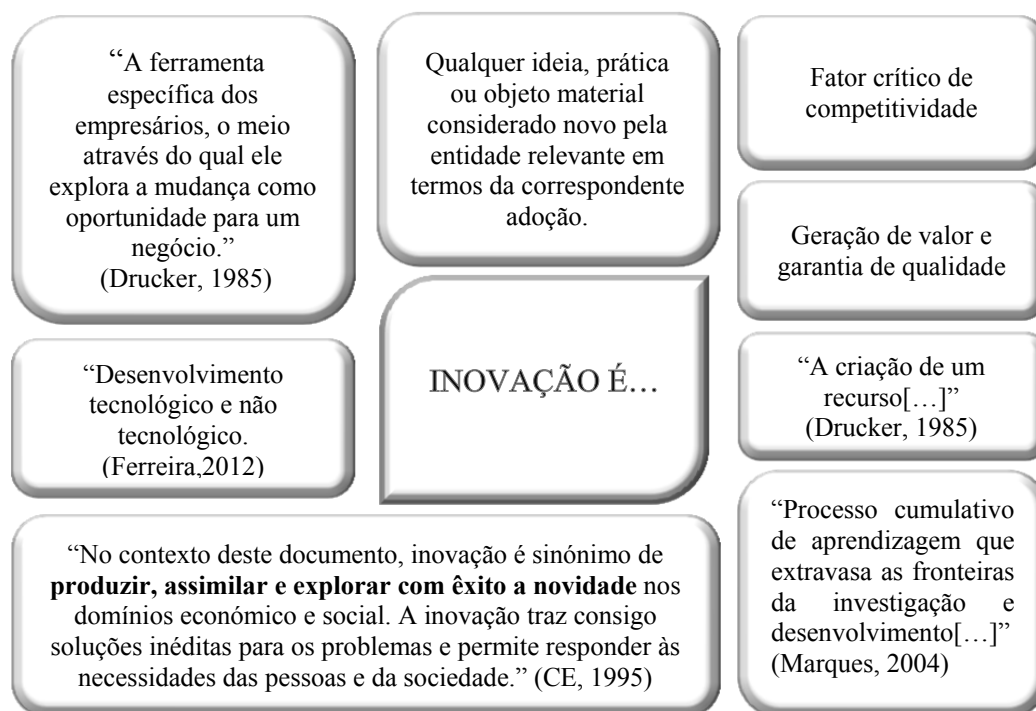 “A ferramenta
específica dos
empresários, o meio
através do qual ele
explora a mudança como
oportunidade para um
negócio.”
(Drucker, 1985)
Qualquer ideia, prática
ou objeto material
considerado novo pela
entidade relevante em
termos da correspondente
adoção.
Fator crítico de
competitividade
Geração de valor e
garantia de qualidade
“Desenvolvimento
tecnológico e não
tecnológico.
(Ferreira,2012)
INOVAÇÃO É…
“A criação de um
recurso[…]”
(Drucker, 1985)
“No contexto deste documento, inovação é sinónimo de
produzir, assimilar e explorar com êxito a novidade nos
domínios económico e social. A inovação traz consigo
soluções inéditas para os problemas e permite responder às
necessidades das pessoas e da sociedade.” (CE, 1995)
“Processo cumulativo
de aprendizagem que
extravasa as fronteiras
da investigação e
desenvolvimento[…]”
(Marques, 2004)